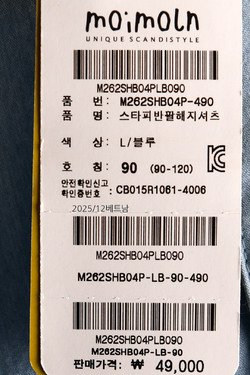 moimoln
UNIQUE SCANDISTYLE
M262SHB04PLB090
품 번: M262SHB04P-490
품 명: 스타피반팔해지셔츠
색 상: L/블루
호 칭: 90 (90-120)
안전확인신고
확인증번호 : CB015R1061-4006
2025/12베트남
M262SHB04PLB090
M262SHB04P-LB-90-490
M262SHB04PLB090
M262SHB04P-LB-90
판매가격: ₩ 49,000